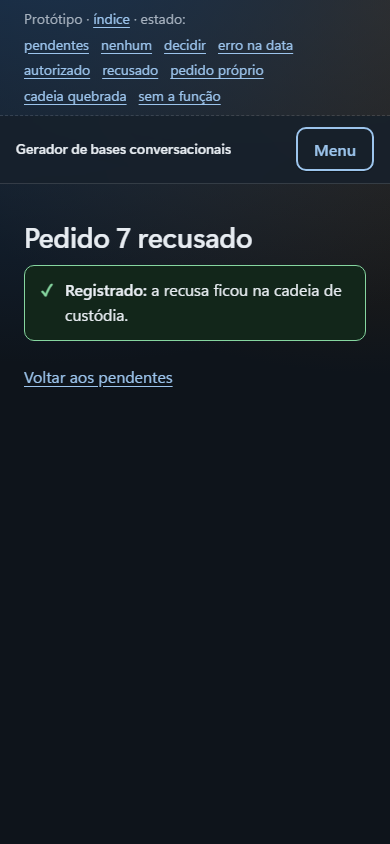 Protótipo · índice · estado:
pendentes nenhum decidir erro na data
autorizado recusado pedido próprio
cadeia quebrada sem a função
Gerador de bases conversacionais
Menu
Pedido 7 recusado
✓ Registrado: a recusa ficou na cadeia de
custódia.
Voltar aos pendentes